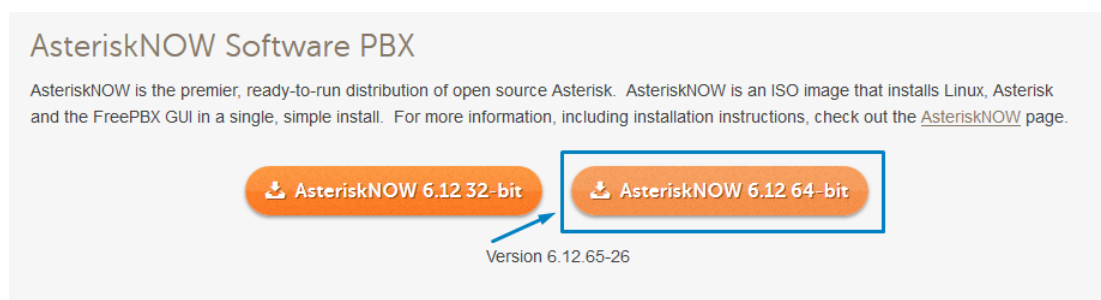 AsteriskNOW Software PBX
AsteriskNOW is the premier, ready-to-run distribution of open source Asterisk.  AsteriskNOW is an ISO image that installs Linux, Asterisk
and the FreePBX GUI in a single, simple install.  For more information, including installation instructions, check out the AsteriskNOW page.
AsteriskNOW 6.12 32-bit
AsteriskNOW 6.12 64-bit
Version 6.12.65-26